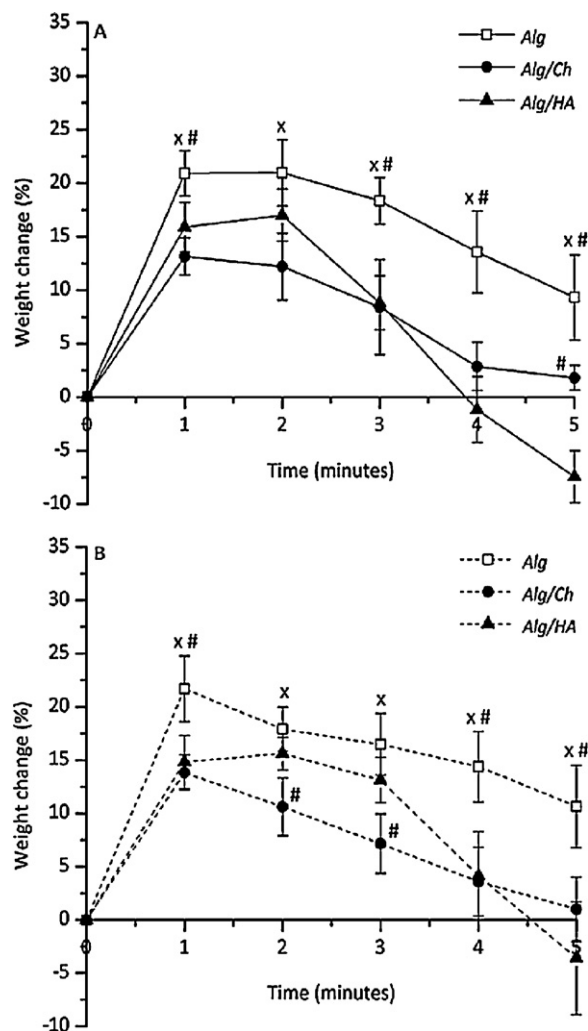 A
35
30
25
20
15
10
5
0
-5
-10
Weight change (%)
Alg
Alg/Ch
Alg/HA
x #
x
x #
x #
x #
#
0 1 2 3 4 5
Time (minutes)
B
35
30
25
20
15
10
5
0
-5
-10
Weight change (%)
Alg
Alg/Ch
Alg/HA
x #
x
x
x #
x #
#
#
0 1 2 3 4 5
Time (minutes)